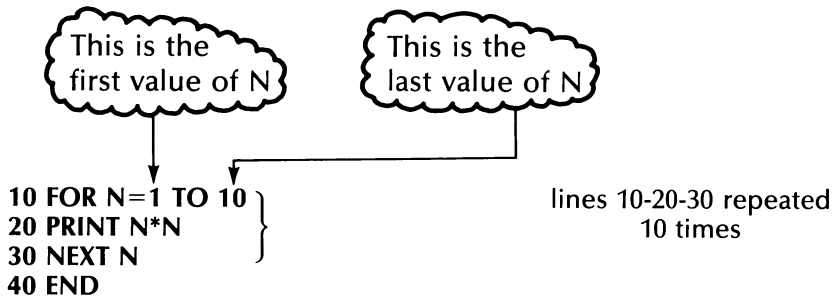 This is the
first value of N
This is the
last value of N
10 FOR N=1 TO 10
20 PRINT N*N
30 NEXT N
40 END
lines 10-20-30 repeated
10 times